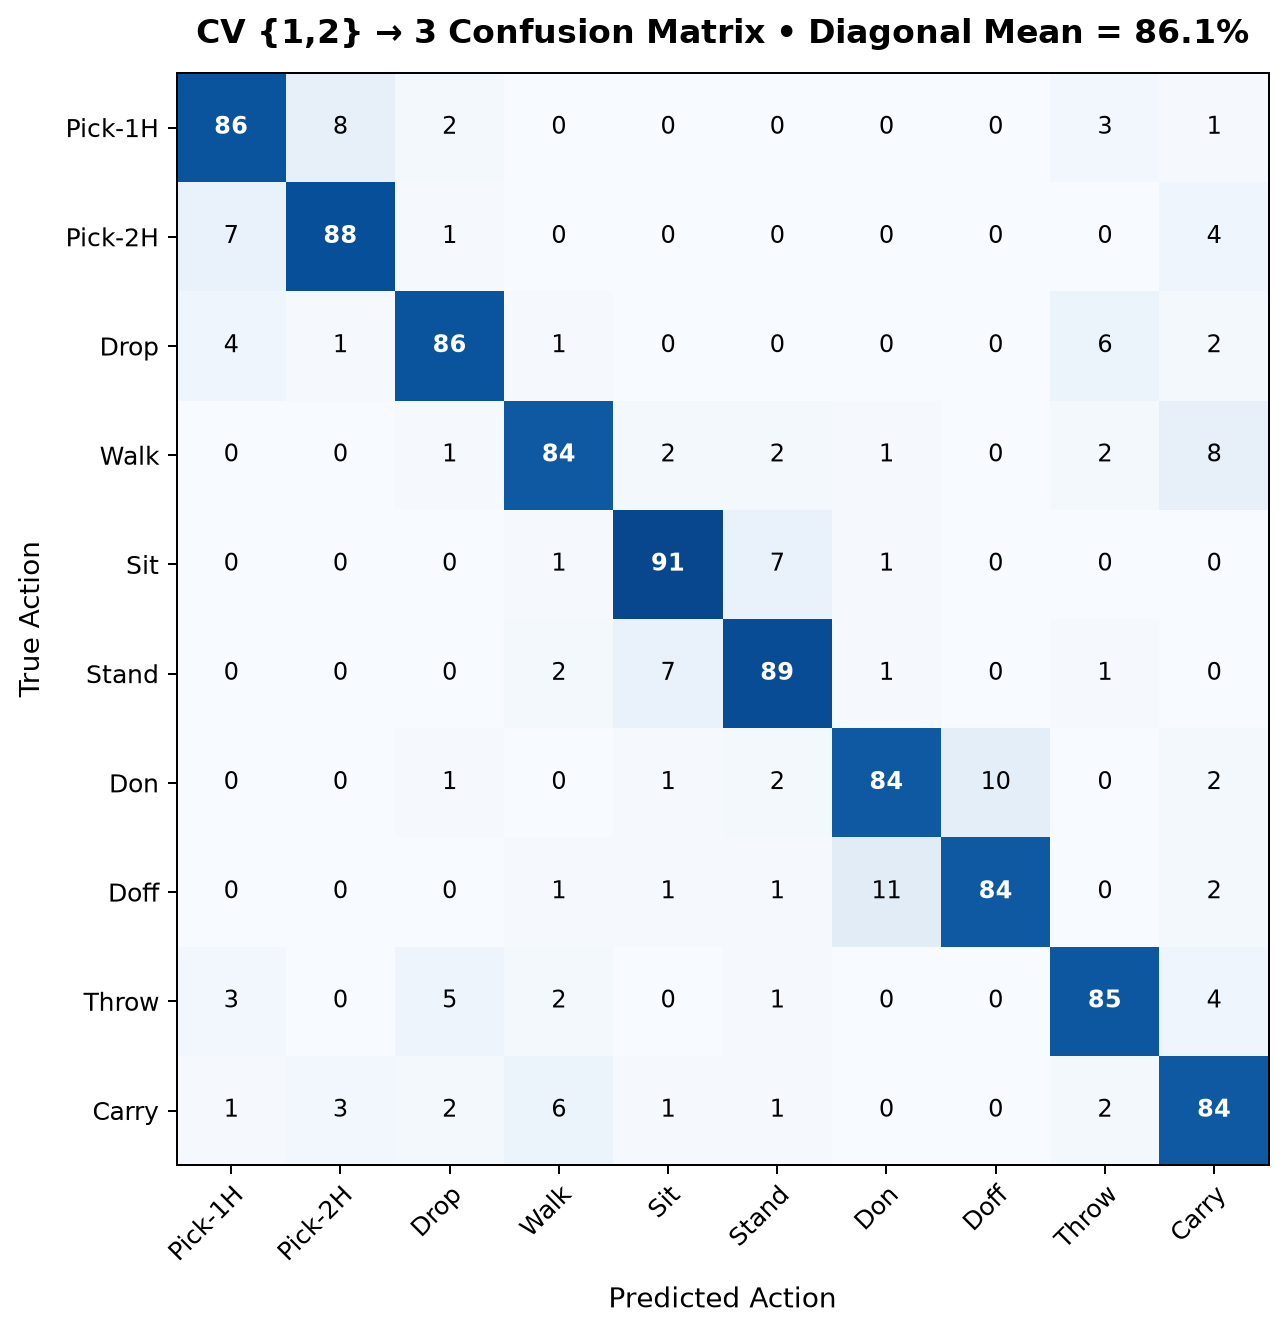 CV {1,2} → 3 Confusion Matrix • Diagonal Mean = 86.1%
True Action
Pick-1H 86 8 2 0 0 0 0 0 3 1
Pick-2H 7 88 1 0 0 0 0 0 0 4
Drop 4 1 86 1 0 0 0 0 6 2
Walk 0 0 1 84 2 2 1 0 2 8
Sit 0 0 0 1 91 7 1 0 0 0
Stand 0 0 0 2 7 89 1 0 1 0
Don 0 0 1 0 1 2 84 10 0 2
Doff 0 0 0 1 1 1 11 84 0 2
Throw 3 0 5 2 0 1 0 0 85 4
Carry 1 3 2 6 1 1 0 0 2 84
Pick-1H Pick-2H Drop Walk Sit Stand Don Doff Throw Carry
Predicted Action